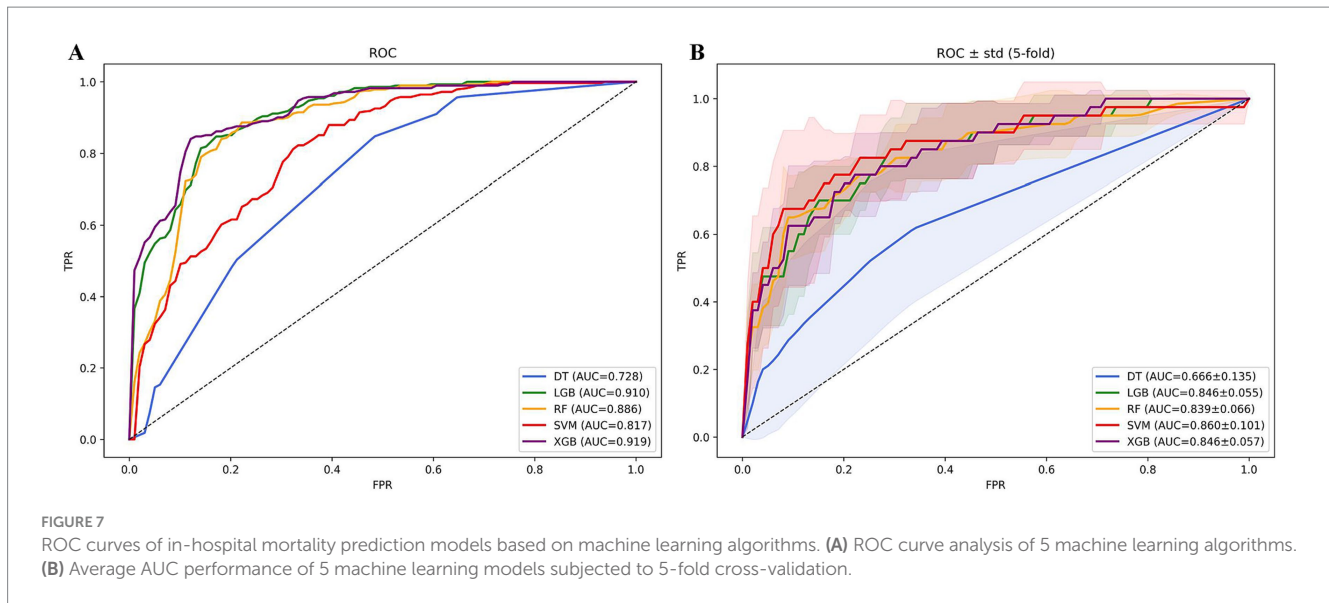 A
ROC
1.0
0.8
0.6
0.4
0.2
0.0
TPR
0.0 0.2 0.4 0.6 0.8 1.0
FPR
DT (AUC=0.728)
LGB (AUC=0.910)
RF (AUC=0.886)
SVM (AUC=0.817)
XGB (AUC=0.919)
B
ROC ± std (5-fold)
1.0
0.8
0.6
0.4
0.2
0.0
TPR
0.0 0.2 0.4 0.6 0.8 1.0
FPR
DT (AUC=0.666±0.135)
LGB (AUC=0.846±0.055)
RF (AUC=0.839±0.066)
SVM (AUC=0.860±0.101)
XGB (AUC=0.846±0.057)
FIGURE 7
ROC curves of in-hospital mortality prediction models based on machine learning algorithms. (A) ROC curve analysis of 5 machine learning algorithms.
(B) Average AUC performance of 5 machine learning models subjected to 5-fold cross-validation.